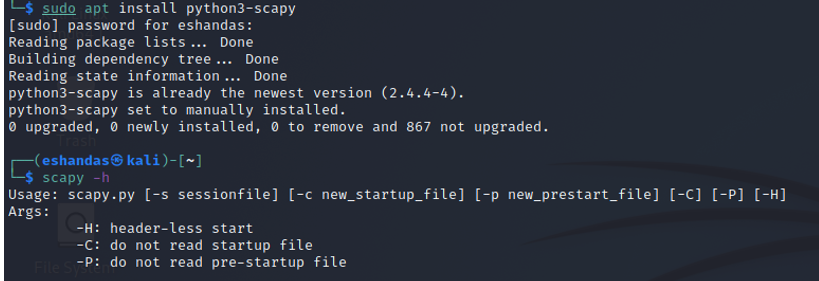 └─$ sudo apt install python3-scapy
[sudo] password for eshandas:
Reading package lists... Done
Building dependency tree... Done
Reading state information... Done
python3-scapy is already the newest version (2.4.4-4).
python3-scapy set to manually installed.
0 upgraded, 0 newly installed, 0 to remove and 867 not upgraded.
Trash
┌──(eshandas㉿kali)-[~]
└─$ scapy -h
Usage: scapy.py [-s sessionfile] [-c new_startup_file] [-p new_prestart_file] [-C] [-P] [-H]
Args:
-H: header-less start
-C: do not read startup file
-P: do not read pre-startup file
File System